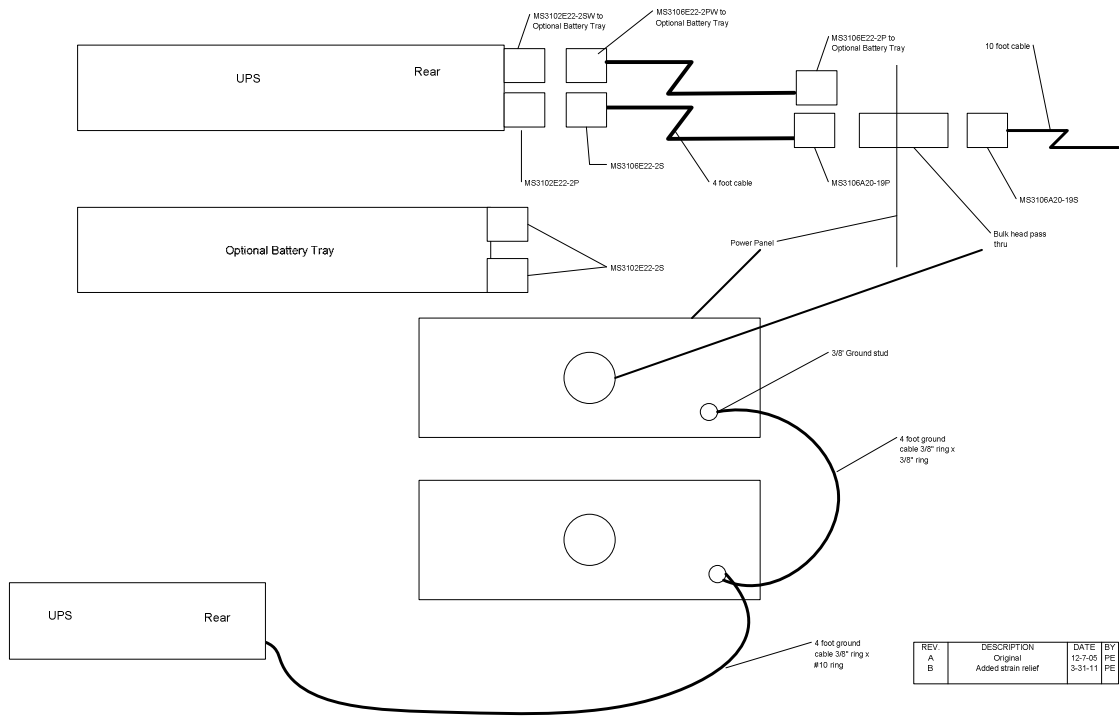 MS3102E22-2SW to
Optional Battery Tray
MS3106E22-2PW to
Optional Battery Tray
MS3106E22-2P to
Optional Battery Tray
10 foot cable
UPS
Rear
MS3102E22-2P
MS3106E22-2S
4 foot cable
MS3106A20-19P
MS3106A20-19S
Optional Battery Tray
MS3102E22-2S
Power Panel
Bulk head pass
thru
3/8' Ground stud
4 foot ground
cable 3/8" ring x
3/8" ring
UPS
Rear
4 foot ground
cable 3/8" ring x
#10 ring
REV. DESCRIPTION DATE BY
A Original 12-7-05 PE
B Added strain relief 3-31-11 PE